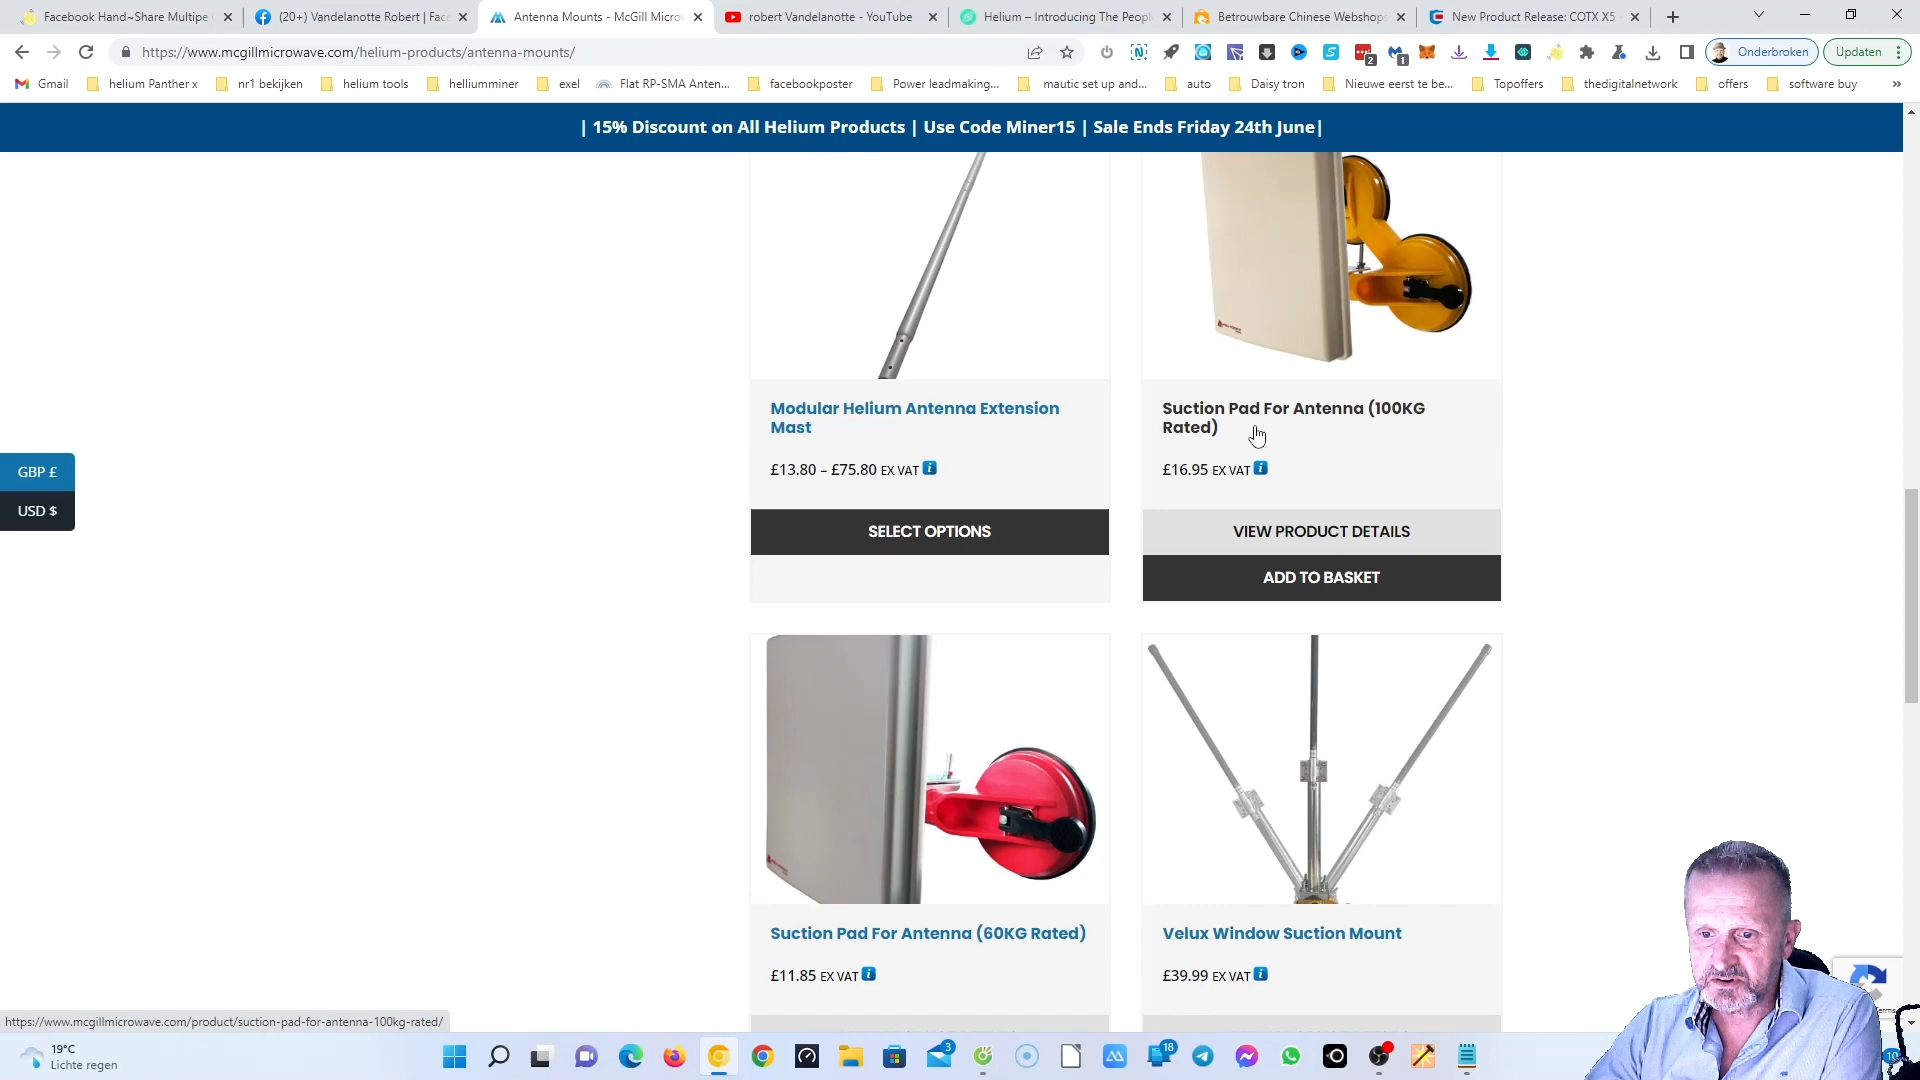 Facebook Hand~Share Multipe
(20+) Vandelanotte Robert | Face
Antenna Mounts - McGill Micro
robert Vandelanotte - YouTube
Helium – Introducing The People
Betrouwbare Chinese Webshops
New Product Release: COTX X5
https://www.mcgillmicrowave.com/helium-products/antenna-mounts/
Onderbroken
Updaten
Gmail
helium Panther x
nr1 bekijken
helium tools
helliumminer
exel
Flat RP-SMA Anten...
facebookposter
Power leadmaking...
mautic set up and...
auto
Daisy tron
Nieuwe eerst te be...
Topoffers
thedigitalnetwork
offers
software buy
| 15% Discount on All Helium Products | Use Code Miner15 | Sale Ends Friday 24th June|
Modular Helium Antenna Extension
Mast
£13.80 – £75.80 EX VAT
SELECT OPTIONS
Suction Pad For Antenna (100KG
Rated)
£16.95 EX VAT
VIEW PRODUCT DETAILS
ADD TO BASKET
GBP £
USD $
Suction Pad For Antenna (60KG Rated)
£11.85 EX VAT
Velux Window Suction Mount
£39.99 EX VAT
https://www.mcgillmicrowave.com/product/suction-pad-for-antenna-100kg-rated/
19°C
Lichte regen
3
18
10